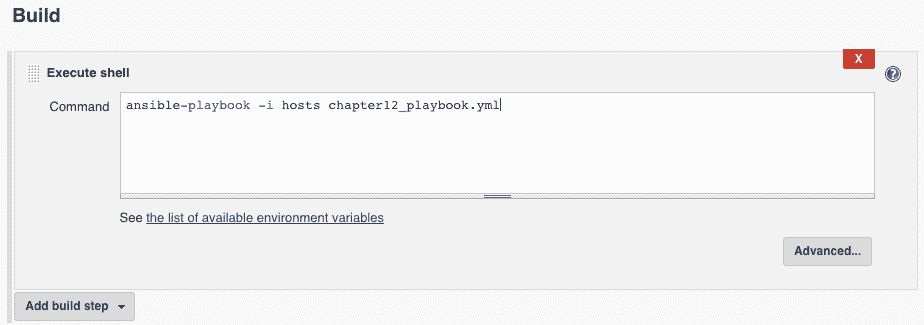 Build
X
Execute shell
?
Command
ansible-playbook -i hosts chapter12_playbook.yml
See the list of available environment variables
Advanced...
Add build step